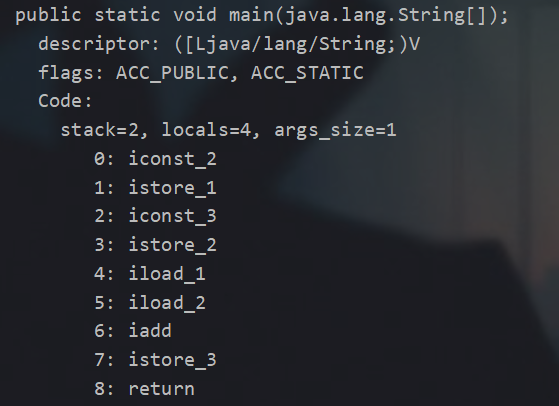 public static void main(java.lang.String[]);
descriptor: ([Ljava/lang/String;)V
flags: ACC_PUBLIC, ACC_STATIC
Code:
stack=2, locals=4, args_size=1
0: iconst_2
1: istore_1
2: iconst_3
3: istore_2
4: iload_1
5: iload_2
6: iadd
7: istore_3
8: return